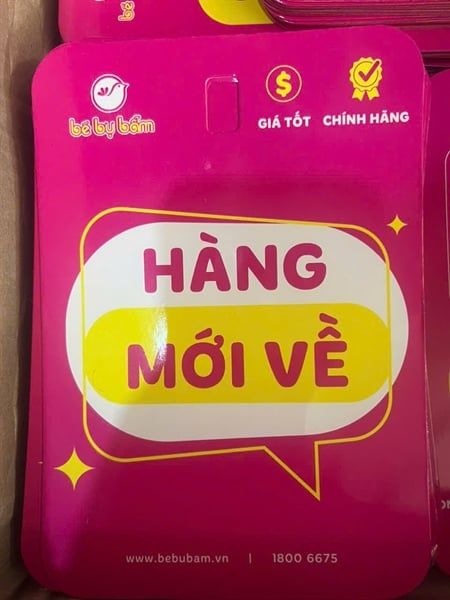 bé bụ bẫm
GIÁ TỐT
CHÍNH HÃNG
HÀNG
MỚI VỀ
www.bebubam.vn | 1800 6675